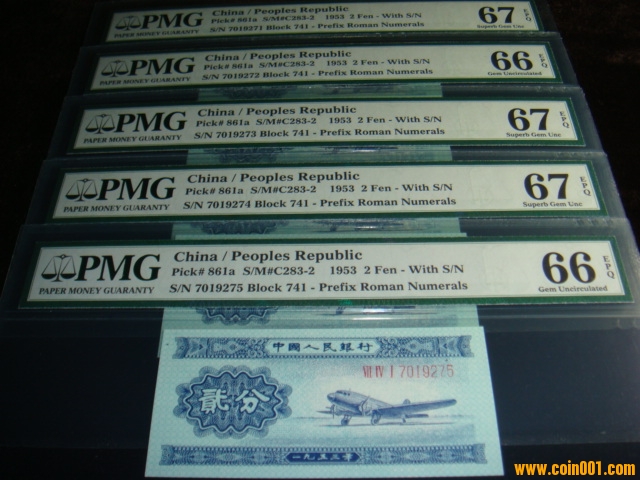 PMG
PAPER MONEY GUARANTY
China / Peoples Republic
Pick# 861a S/M#C283-2 1953 2 Fen - With S/N
S/N 7019271 Block 741 - Prefix Roman Numerals
67 EPQ
Superb Gem Unc
PMG
PAPER MONEY GUARANTY
China / Peoples Republic
Pick# 861a S/M#C283-2 1953 2 Fen - With S/N
S/N 7019272 Block 741 - Prefix Roman Numerals
66 EPQ
Gem Uncirculated
PMG
PAPER MONEY GUARANTY
China / Peoples Republic
Pick# 861a S/M#C283-2 1953 2 Fen - With S/N
S/N 7019273 Block 741 - Prefix Roman Numerals
67 EPQ
Superb Gem Unc
PMG
PAPER MONEY GUARANTY
China / Peoples Republic
Pick# 861a S/M#C283-2 1953 2 Fen - With S/N
S/N 7019274 Block 741 - Prefix Roman Numerals
67 EPQ
Superb Gem Unc
PMG
PAPER MONEY GUARANTY
China / Peoples Republic
Pick# 861a S/M#C283-2 1953 2 Fen - With S/N
S/N 7019275 Block 741 - Prefix Roman Numerals
66 EPQ
Gem Uncirculated
中國人民銀行
VII IV I 7019275
貳分
一九五三年
www.coin001.com